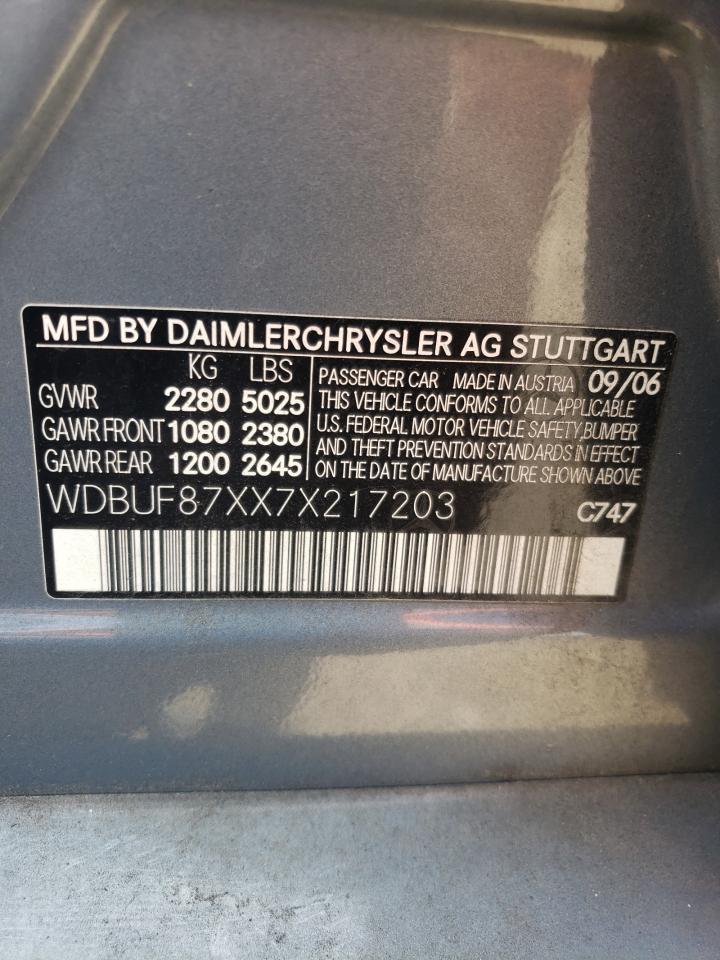 MFD BY DAIMLERCHRYSLER AG STUTTGART
KG LBS
GVWR 2280 5025
GAWR FRONT 1080 2380
GAWR REAR 1200 2645
PASSENGER CAR MADE IN AUSTRIA 09/06
THIS VEHICLE CONFORMS TO ALL APPLICABLE
U.S. FEDERAL MOTOR VEHICLE SAFETY,BUMPER
AND THEFT PREVENTION STANDARDS IN EFFECT
ON THE DATE OF MANUFACTURE SHOWN ABOVE
WDBUF87XX7X217203 C747